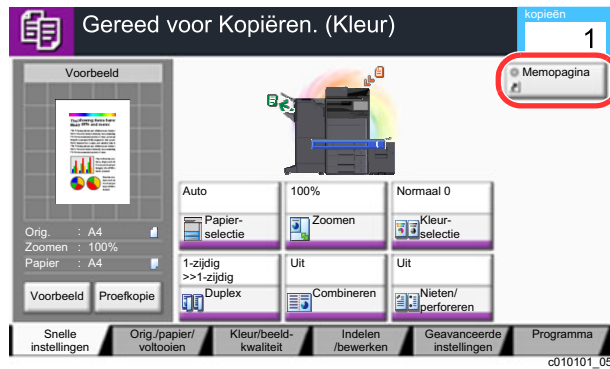 Gereed voor Kopiëren. (Kleur)
kopieën
1
Memopagina
Voorbeeld
Orig. : A4
Zoomen : 100%
Papier : A4
Voorbeeld
Proefkopie
Auto
Papier-
selectie
100%
Zoomen
Normaal 0
Kleur-
selectie
1-zijdig
>>1-zijdig
Duplex
Uit
Combineren
Uit
Nieten/
perforeren
Snelle
instellingen
Orig./papier/
voltooien
Kleur/beeld-
kwaliteit
Indelen
/bewerken
Geavanceerde
instellingen
Programma
c010101_05